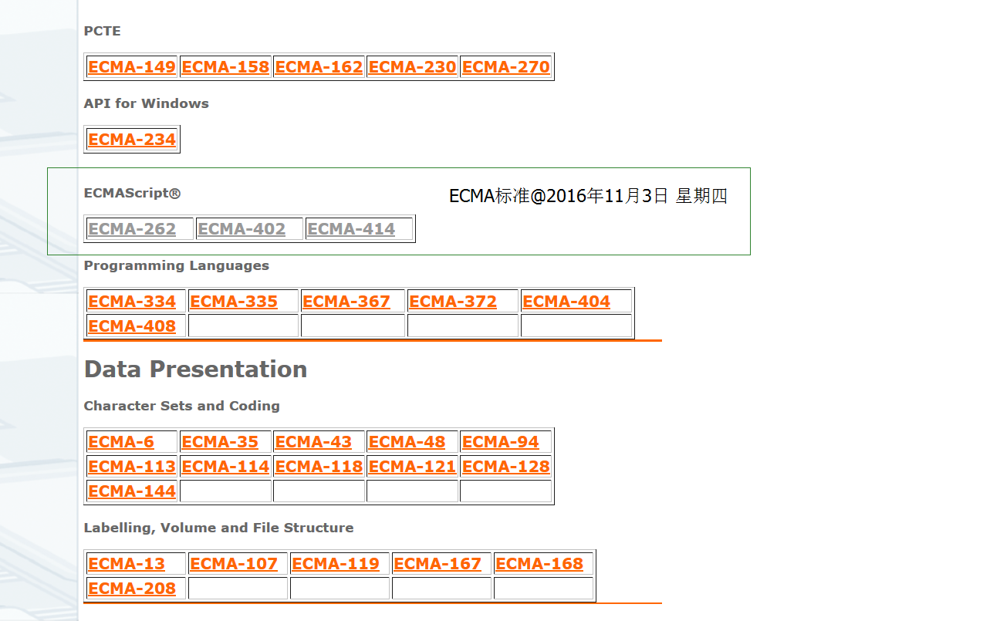 PCTE
ECMA-149 ECMA-158 ECMA-162 ECMA-230 ECMA-270
API for Windows
ECMA-234
ECMAScript® ECMA标准@2016年11月3日 星期四
ECMA-262 ECMA-402 ECMA-414
Programming Languages
ECMA-334 ECMA-335 ECMA-367 ECMA-372 ECMA-404
ECMA-408
Data Presentation
Character Sets and Coding
ECMA-6 ECMA-35 ECMA-43 ECMA-48 ECMA-94
ECMA-113 ECMA-114 ECMA-118 ECMA-121 ECMA-128
ECMA-144
Labelling, Volume and File Structure
ECMA-13 ECMA-107 ECMA-119 ECMA-167 ECMA-168
ECMA-208